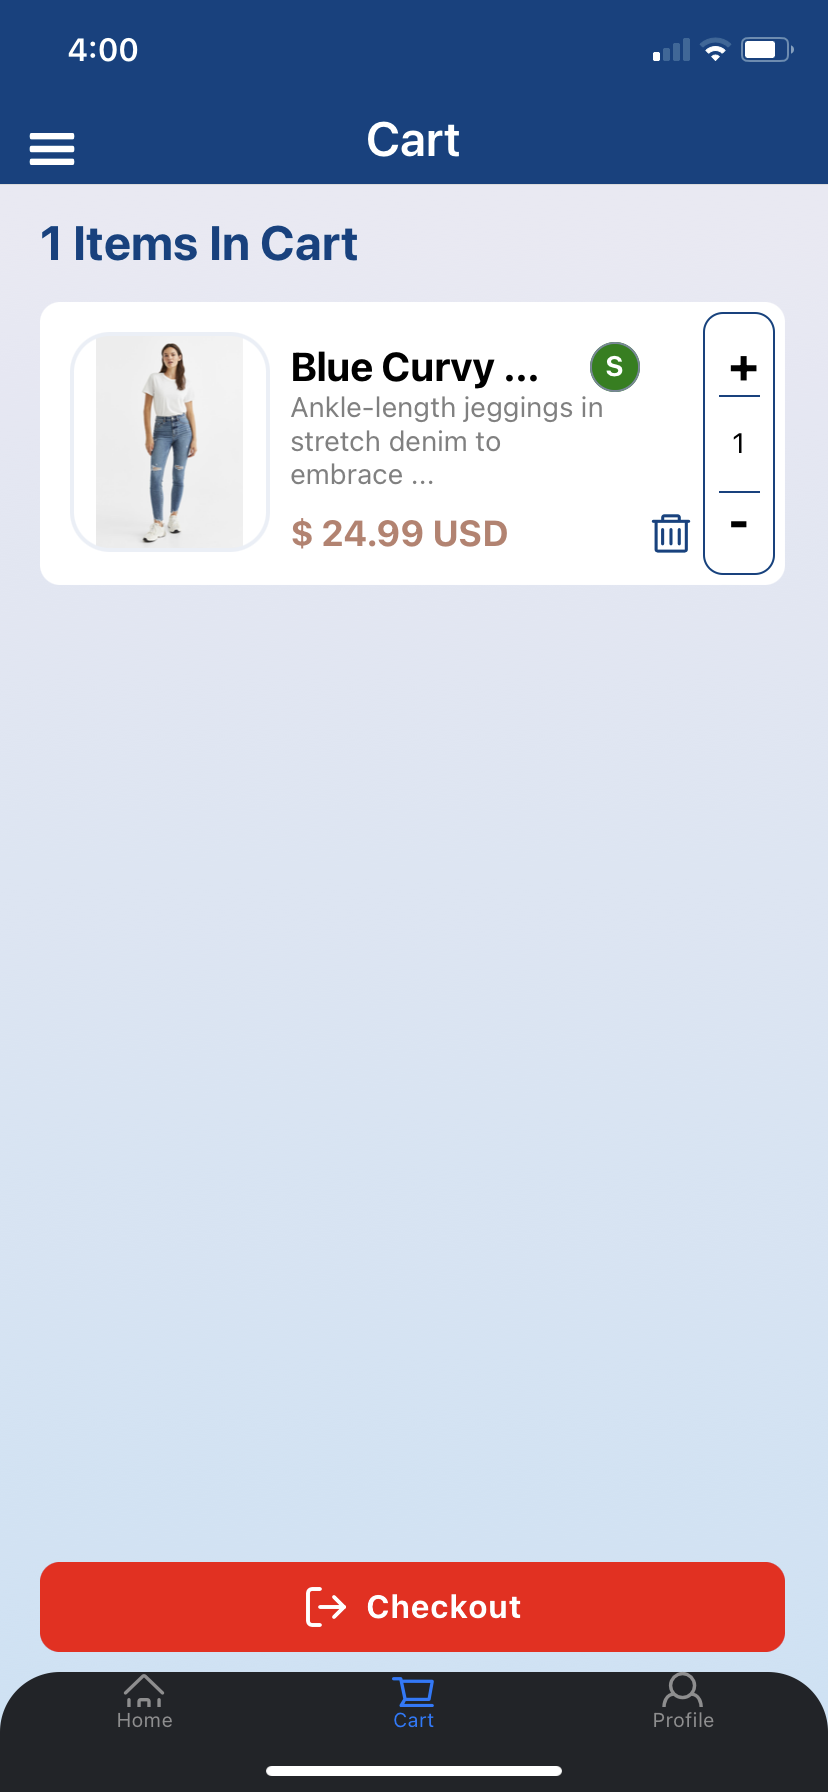 4:00
Cart
1 Items In Cart
Blue Curvy ...
S
Ankle-length jeggings in
stretch denim to
embrace ...
$ 24.99 USD
+
1
-
Checkout
Home
Cart
Profile